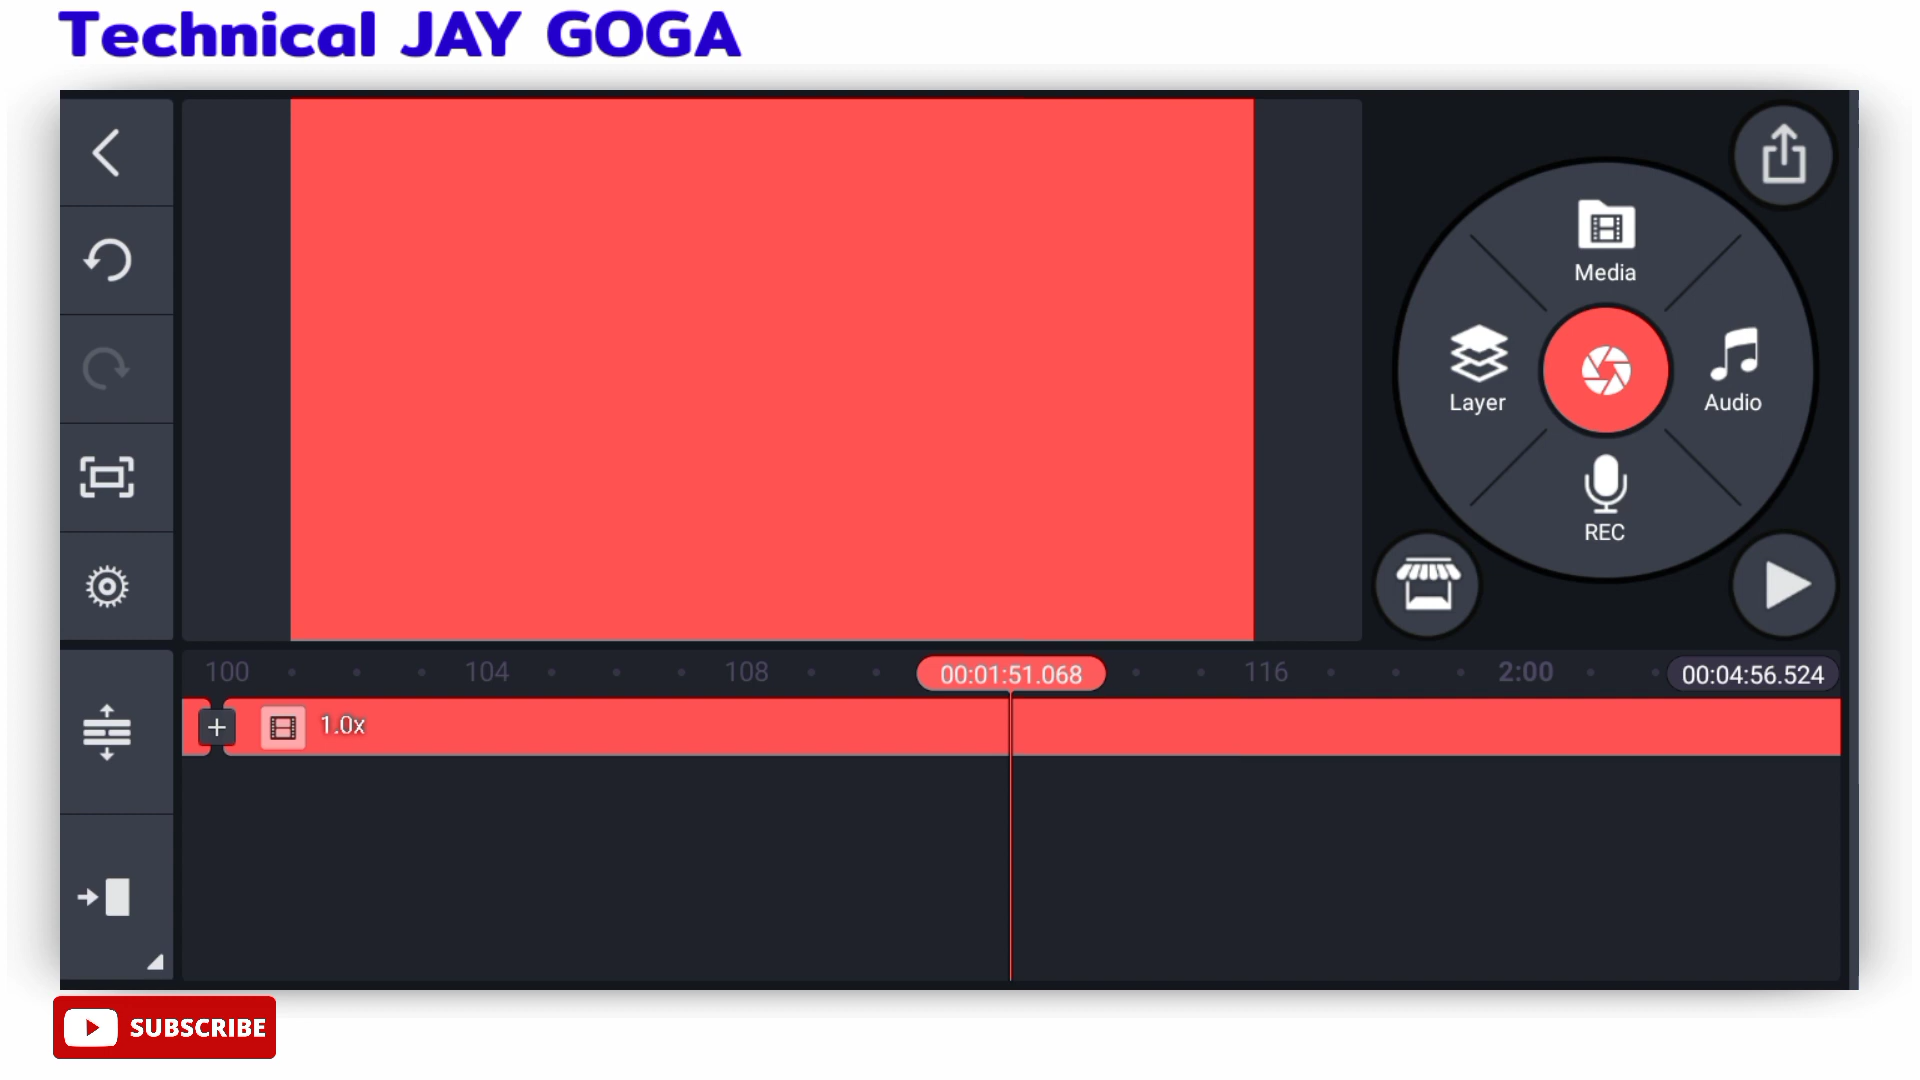 Technical JAY GOGA
Media
Layer
Audio
REC
100 104 108 00:01:51.068 116 2:00 00:04:56.524
1.0x
SUBSCRIBE